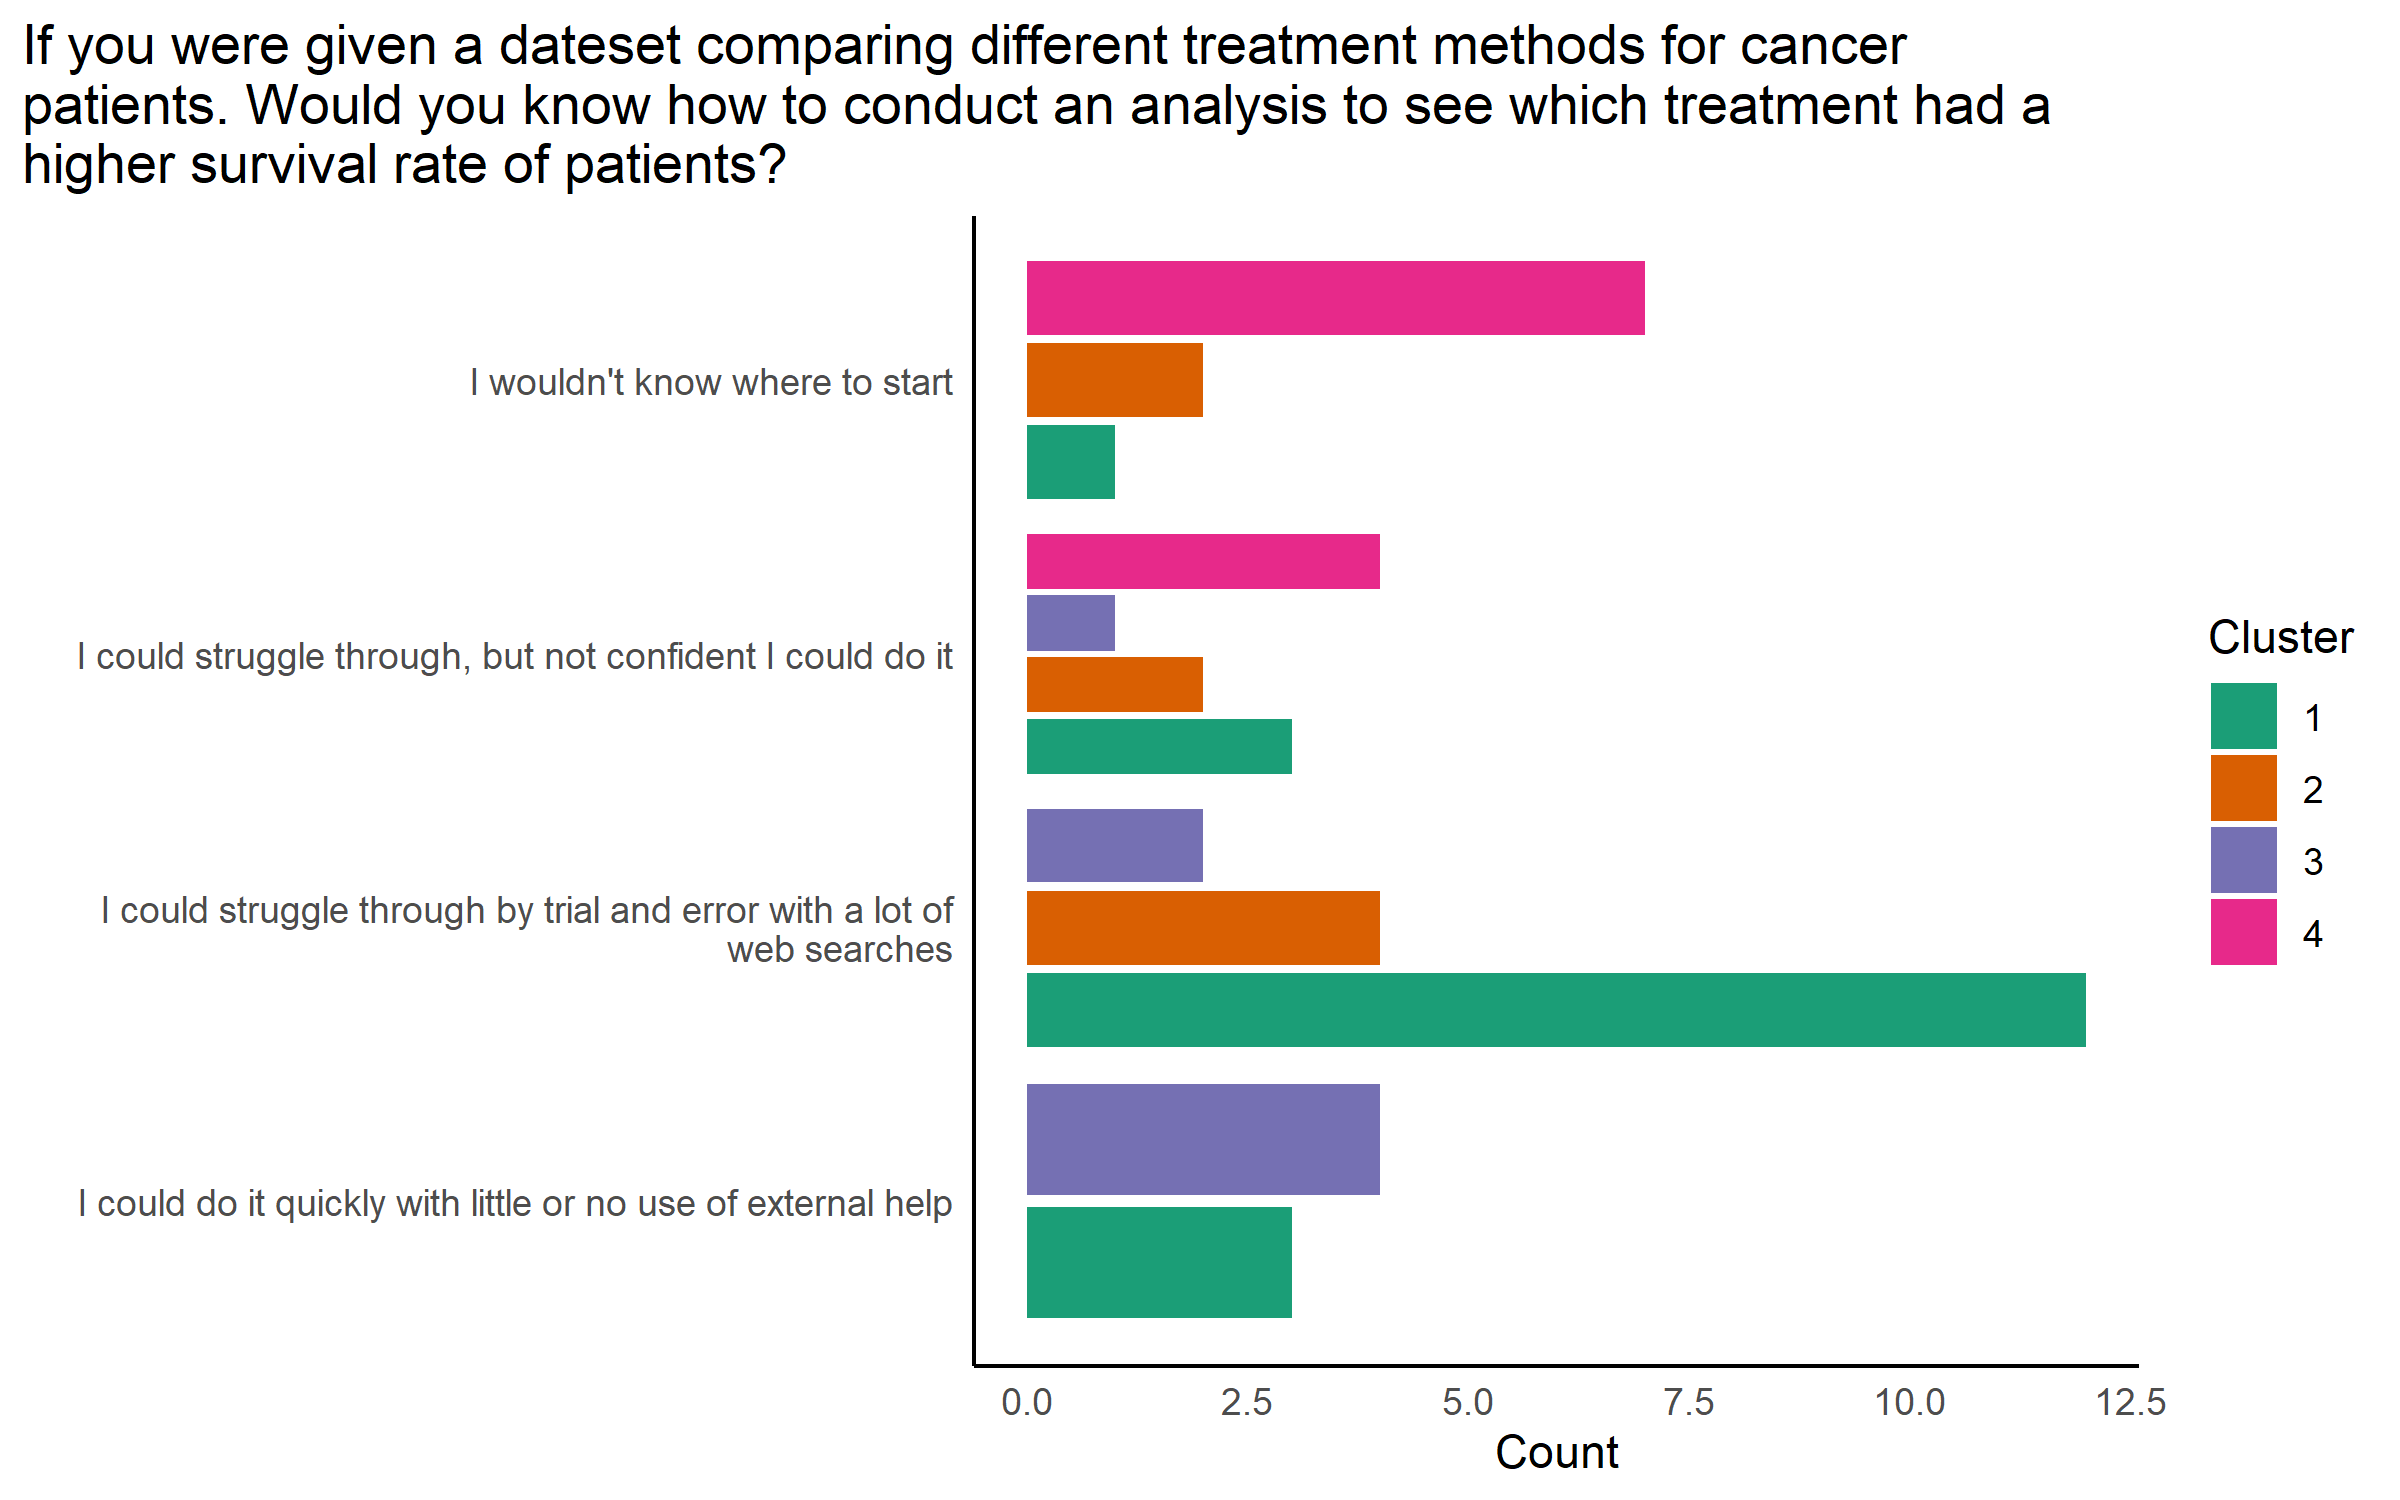 If you were given a dateset comparing different treatment methods for cancer
patients. Would you know how to conduct an analysis to see which treatment had a
higher survival rate of patients?
I wouldn't know where to start
I could struggle through, but not confident I could do it
I could struggle through by trial and error with a lot of
web searches
I could do it quickly with little or no use of external help
0.0 2.5 5.0 7.5 10.0 12.5
Count
Cluster
1
2
3
4